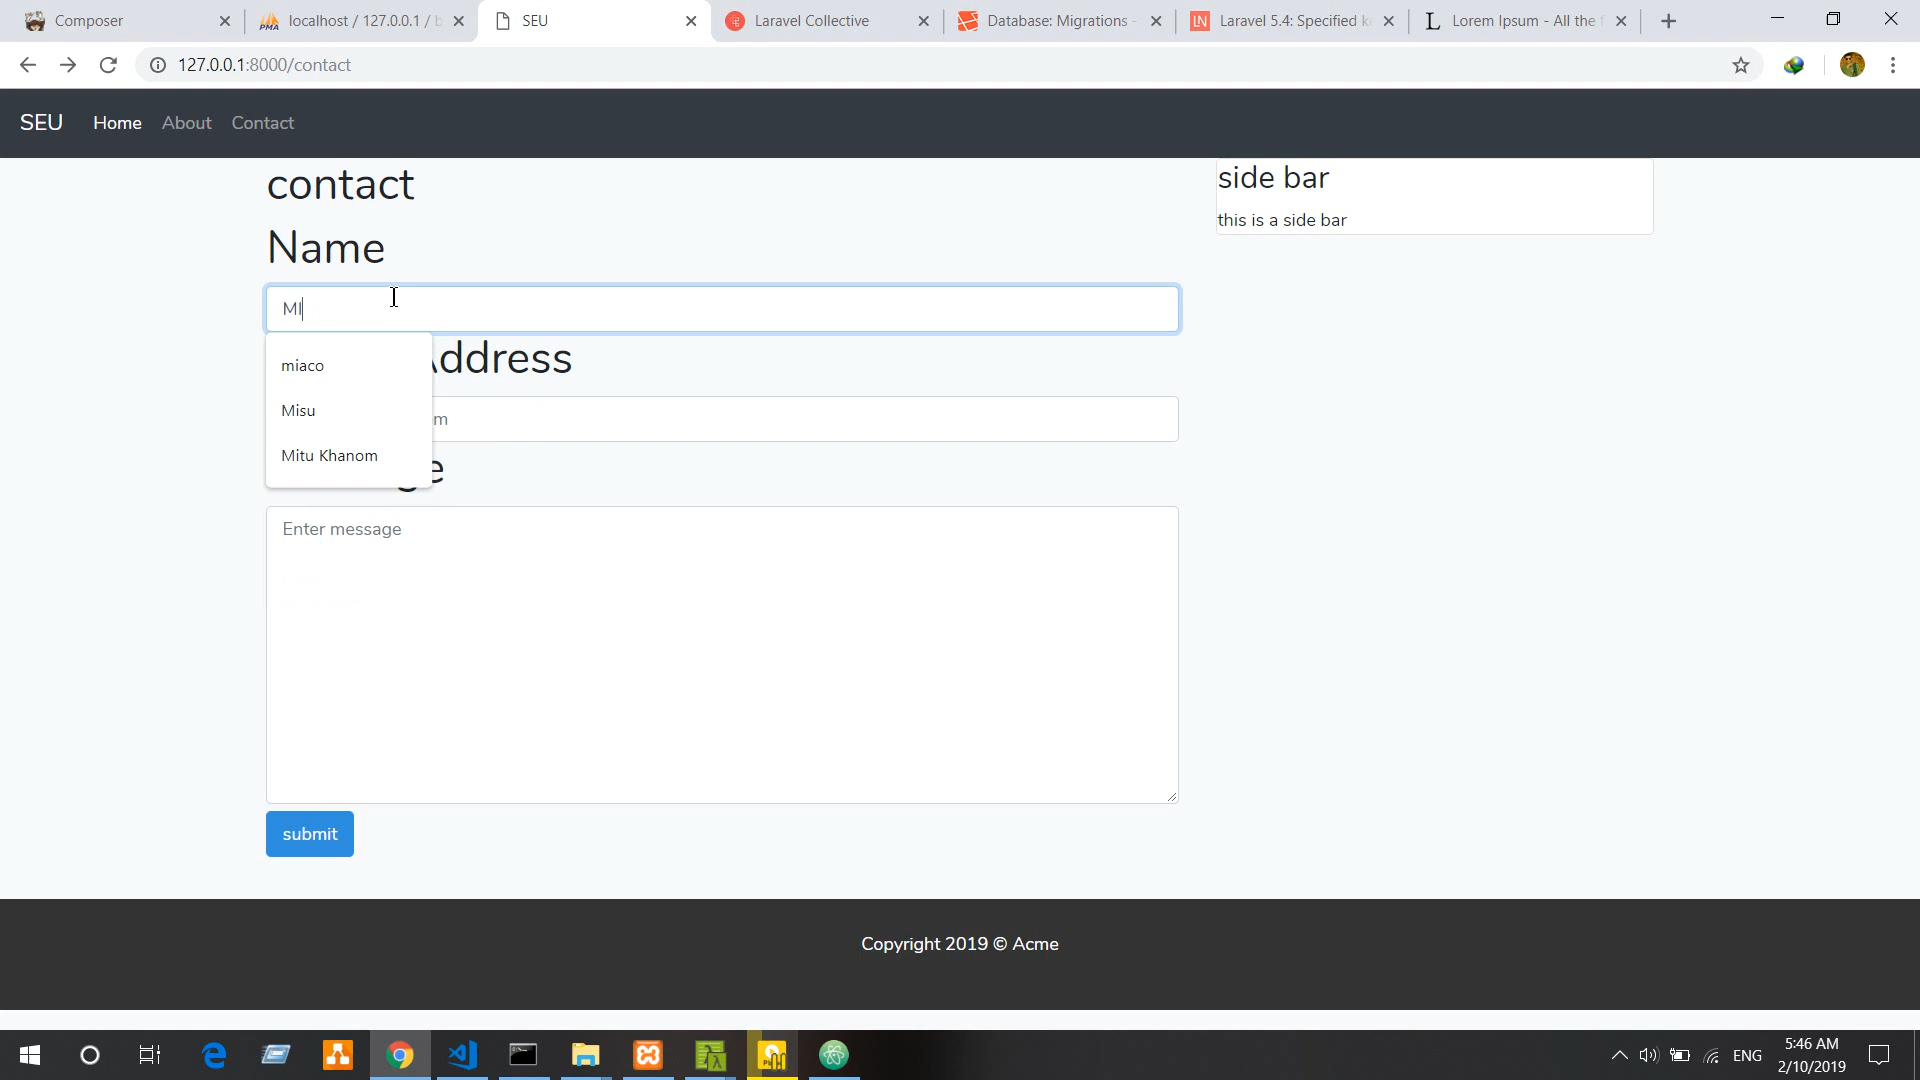 Composer
localhost / 127.0.0.1 / b
SEU
Laravel Collective
Database: Migrations -
Laravel 5.4: Specified k
Lorem Ipsum - All the f
127.0.0.1:8000/contact
SEU
Home
About
Contact
contact
side bar
this is a side bar
Name
MI
miaco
Misu
Mitu Khanom
Address
m
e
Enter message
submit
Copyright 2019 © Acme
ENG
5:46 AM
2/10/2019